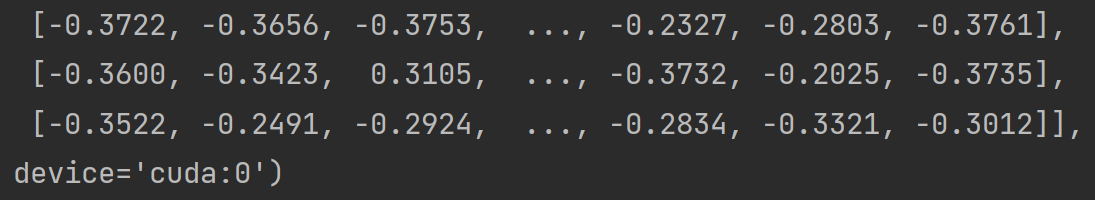 [-0.3722, -0.3656, -0.3753,  ..., -0.2327, -0.2803, -0.3761],
[-0.3600, -0.3423,  0.3105,  ..., -0.3732, -0.2025, -0.3735],
[-0.3522, -0.2491, -0.2924,  ..., -0.2834, -0.3321, -0.3012]],
device='cuda:0')